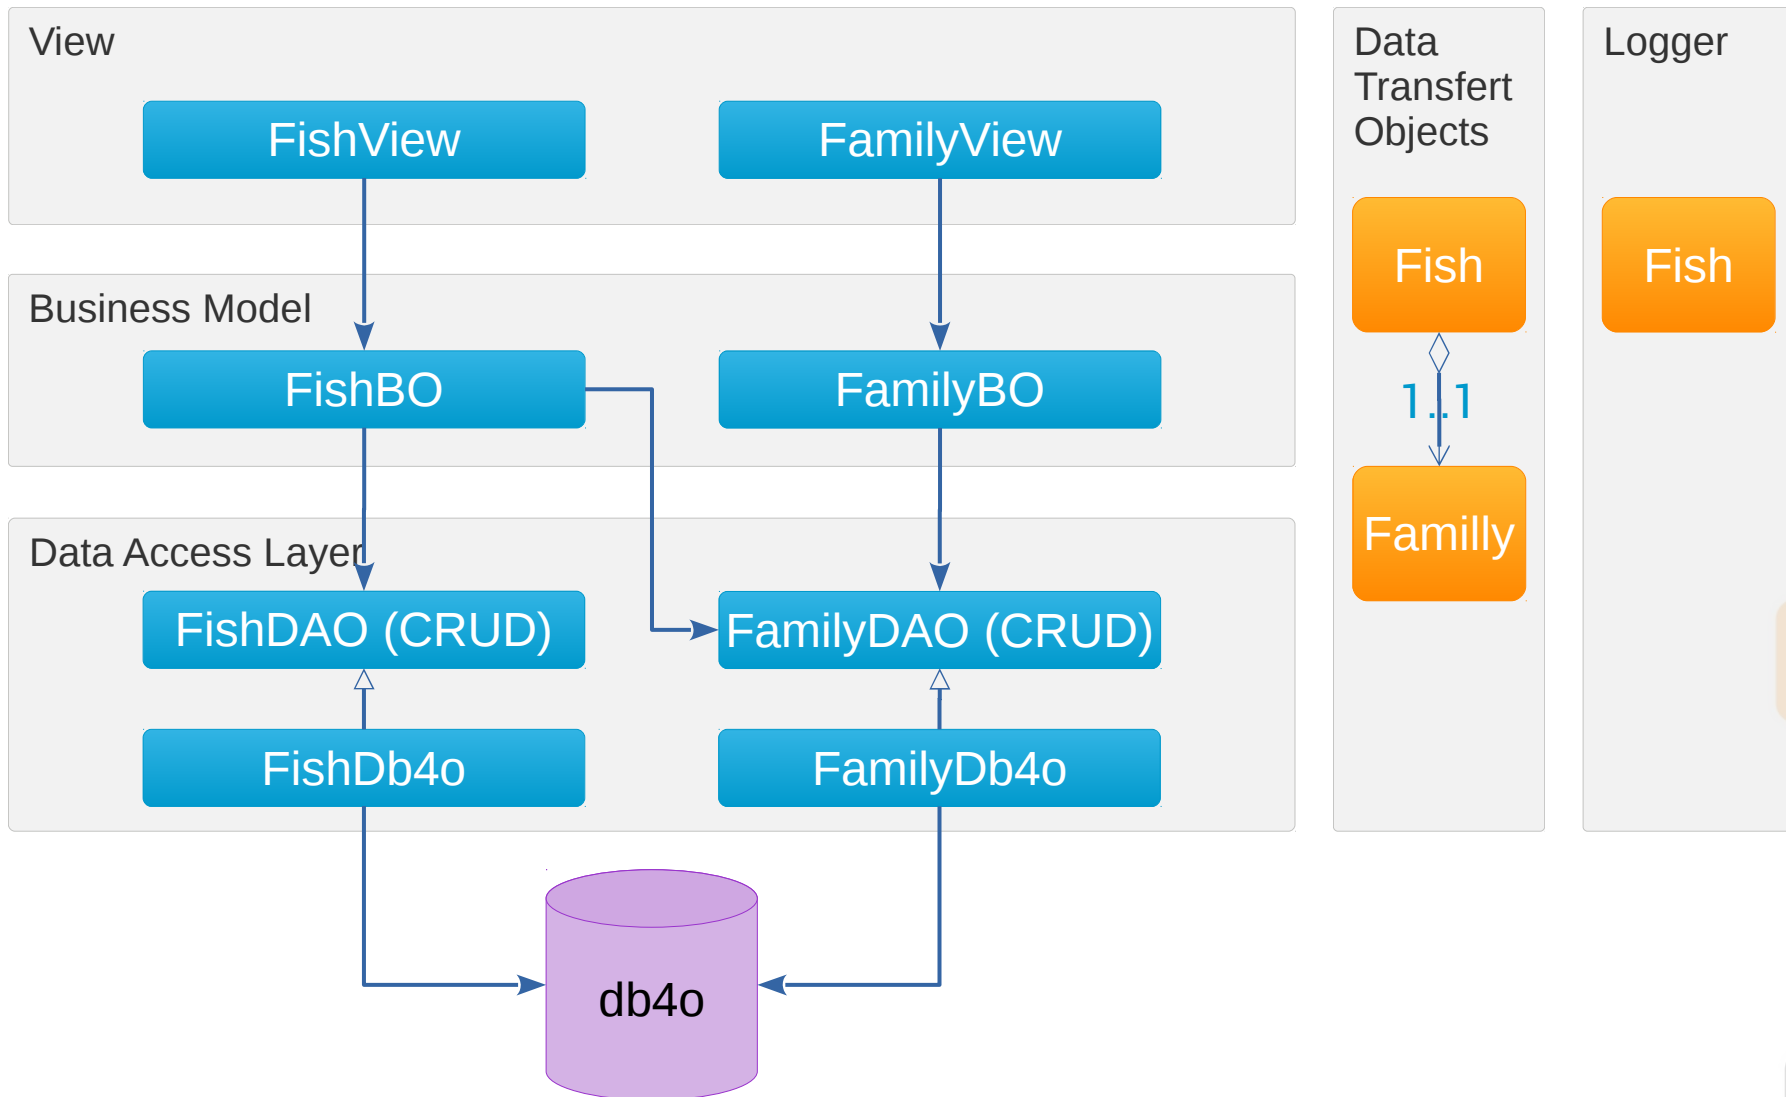 View
FishView
FamilyView
Business Model
FishBO
FamilyBO
Data Access Layer
FishDAO (CRUD)
FamilyDAO (CRUD)
FishDb4o
FamilyDb4o
db4o
Data
Transfert
Objects
Fish
1..1
Familly
Logger
Fish